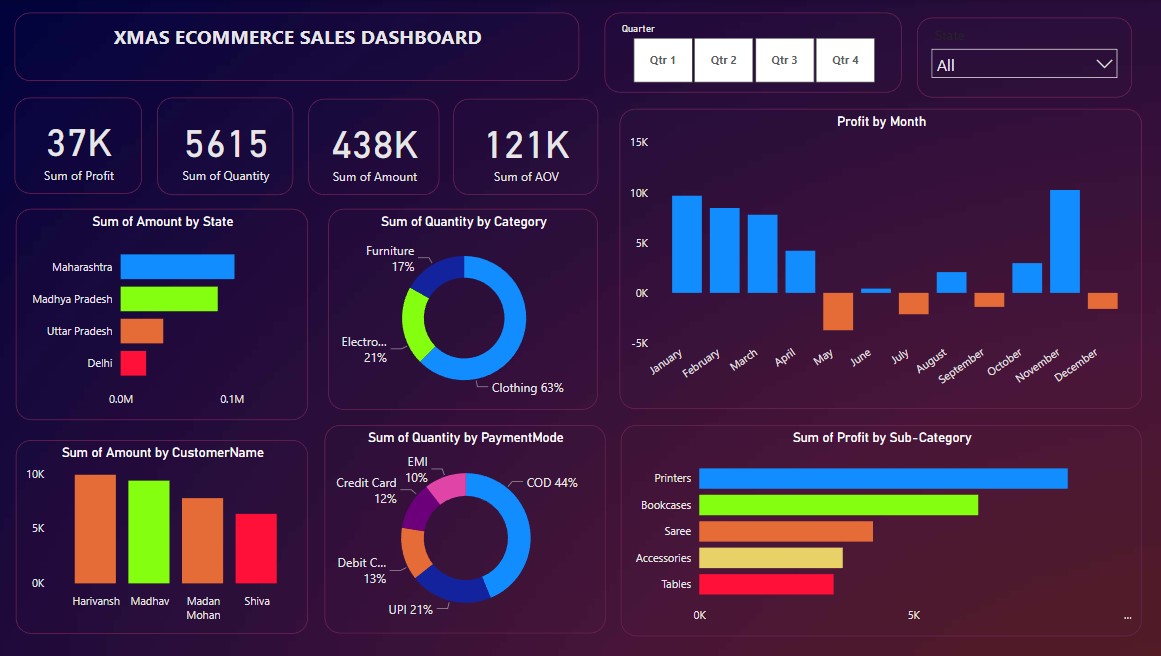 XMAS ECOMMERCE SALES DASHBOARD
Quarter
Qtr 1
Qtr 2
Qtr 3
Qtr 4
State
All
37K
Sum of Profit
5615
Sum of Quantity
438K
Sum of Amount
121K
Sum of AOV
Profit by Month
15K
10K
5K
0K
-5K
January
February
March
April
May
June
July
August
September
October
November
December
Sum of Amount by State
Maharashtra
Madhya Pradesh
Uttar Pradesh
Delhi
0.0M
0.1M
Sum of Quantity by Category
Furniture
17%
Electro...
21%
Clothing 63%
Sum of Amount by CustomerName
10K
5K
0K
Harivansh
Madhav
Madan
Mohan
Shiva
Sum of Quantity by PaymentMode
EMI
10%
Credit Card
12%
Debit C...
13%
UPI 21%
COD 44%
Sum of Profit by Sub-Category
Printers
Bookcases
Saree
Accessories
Tables
0K
5K
...